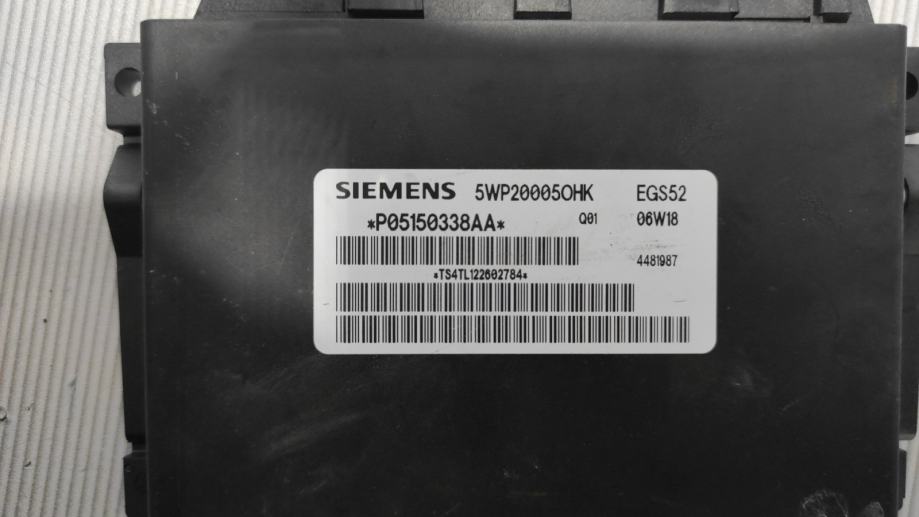 SIEMENS 5WP20005OHK EGS52
*P05150338AA* Q01 06W18
4481987
*TS4TL122602784*